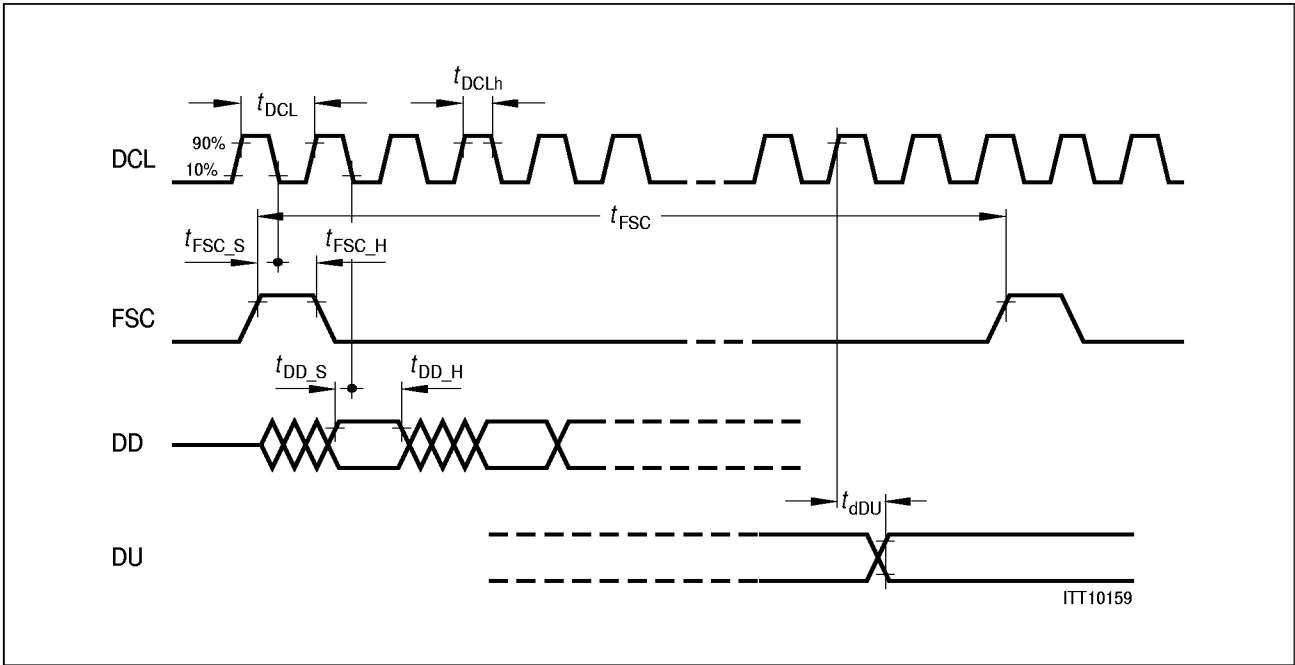 tDCLh
tDCL
90%
DCL
10%
tFSC
tFSC_S
tFSC_H
FSC
tDD_S
tDD_H
DD
tdDU
DU
ITT10159